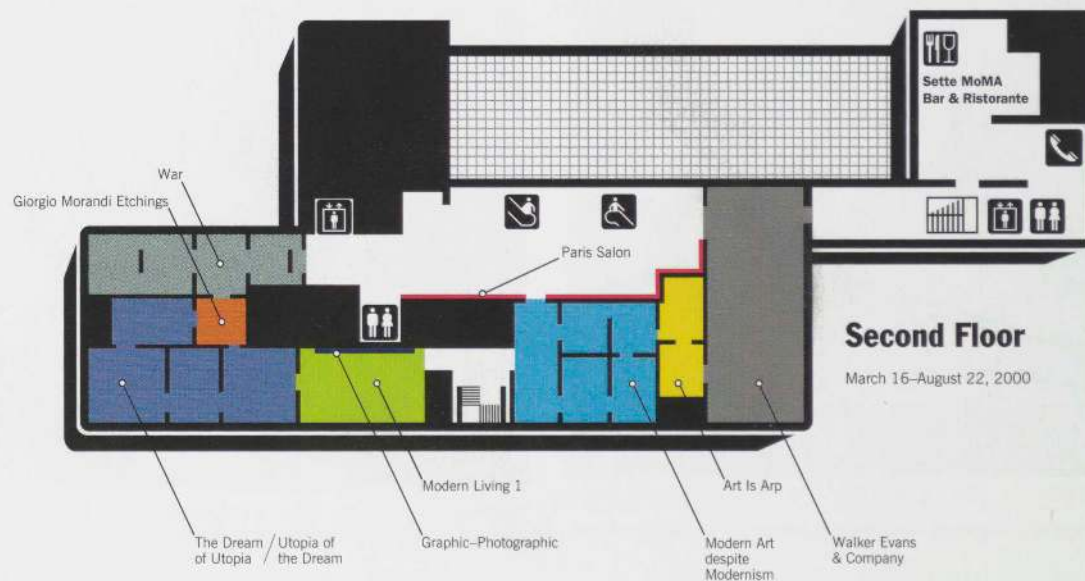 Sette MoMA
Bar & Ristorante
War
Giorgio Morandi Etchings
Paris Salon
Second Floor
March 16–August 22, 2000
Modern Living 1
Art Is Arp
The Dream
of Utopia / Utopia of
the Dream
Graphic–Photographic
Modern Art
despite
Modernism
Walker Evans
& Company